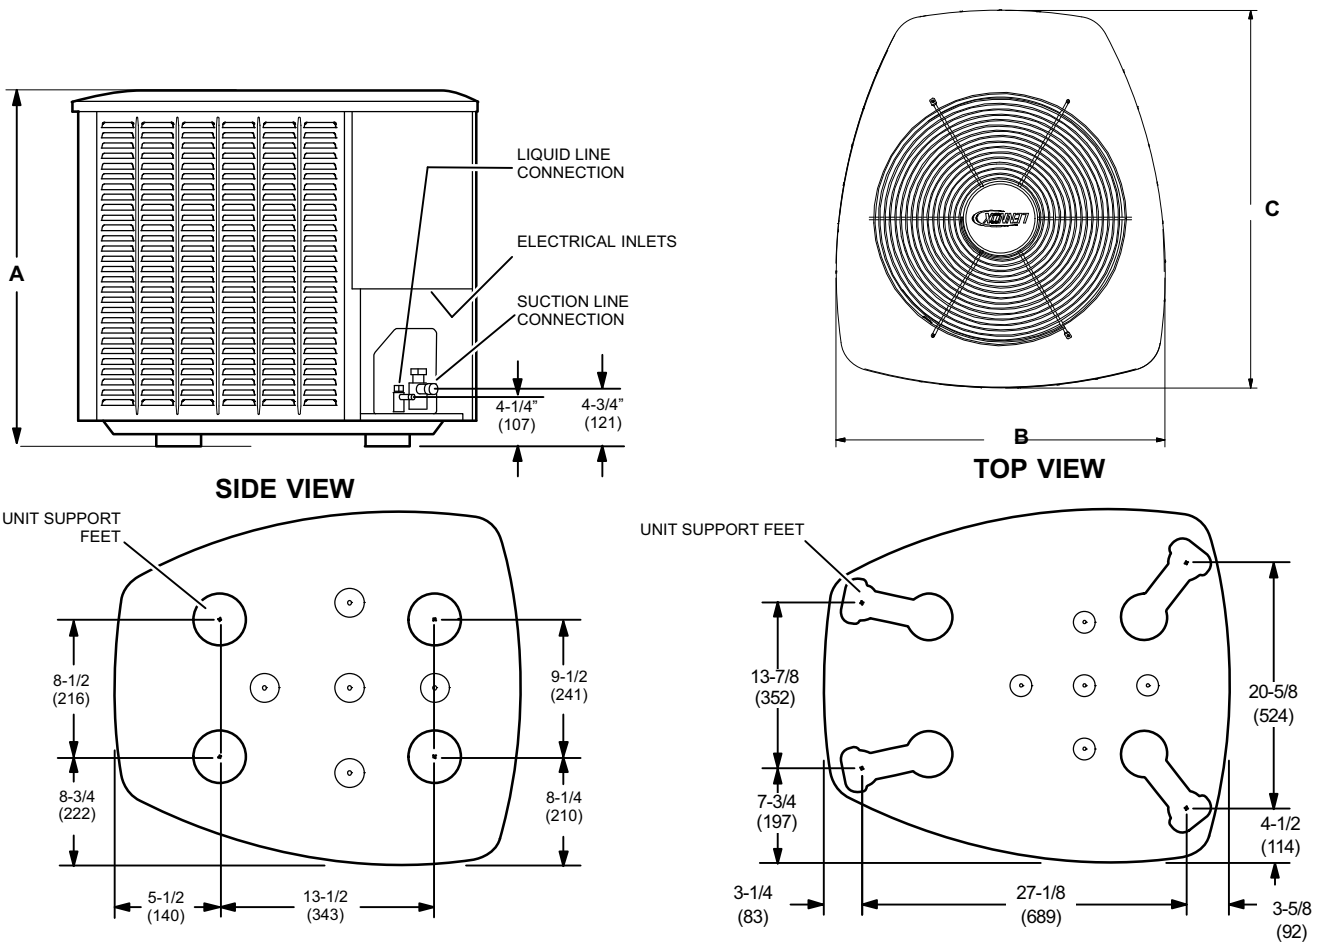 A
LIQUID LINE
CONNECTION
ELECTRICAL INLETS
SUCTION LINE
CONNECTION
4-1/4”
(107)
4-3/4”
(121)
SIDE VIEW
LENNOX
C
B
TOP VIEW
UNIT SUPPORT
FEET
8-1/2
(216)
8-3/4
(222)
9-1/2
(241)
8-1/4
(210)
5-1/2
(140)
13-1/2
(343)
UNIT SUPPORT FEET
13-7/8
(352)
7-3/4
(197)
20-5/8
(524)
4-1/2
(114)
3-1/4
(83)
27-1/8
(689)
3-5/8
(92)